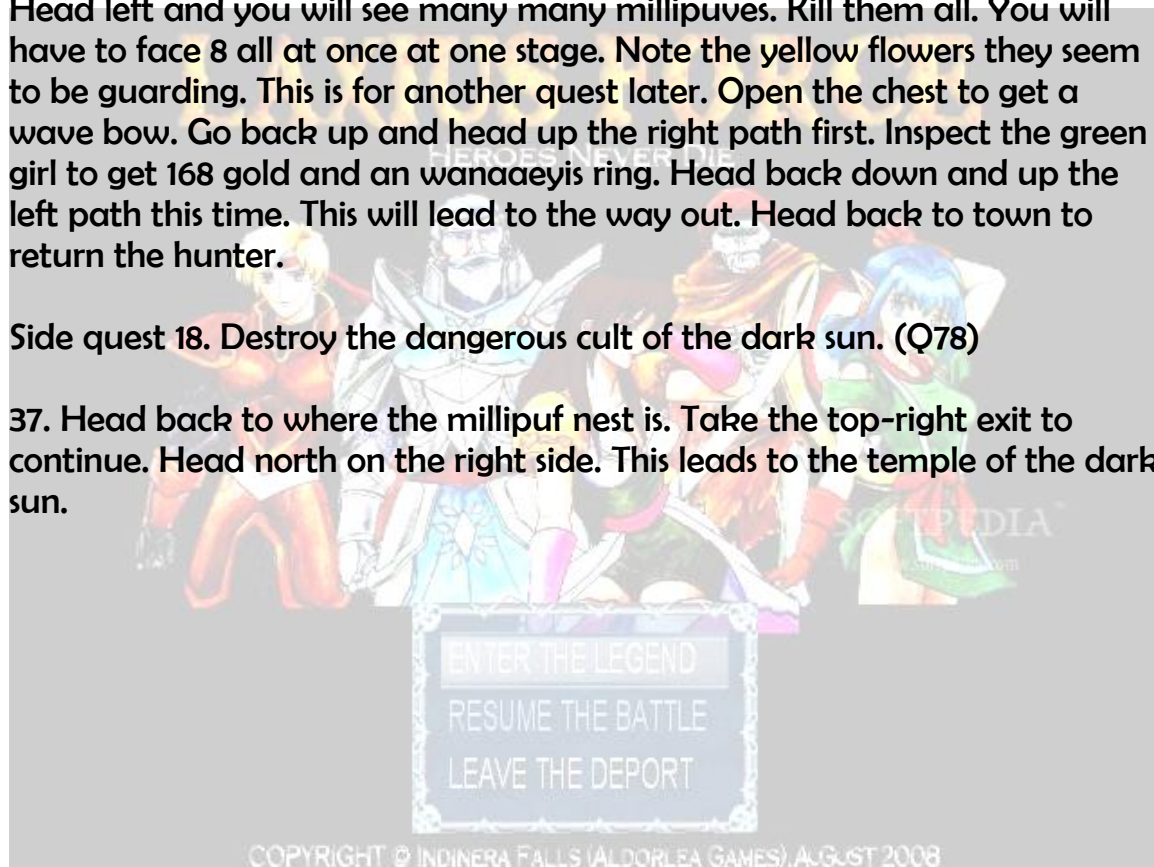 Head left and you will see many many millipuves. Kill them all. You will
have to face 8 all at once at one stage. Note the yellow flowers they seem
to be guarding. This is for another quest later. Open the chest to get a
wave bow. Go back up and head up the right path first. Inspect the green
girl to get 168 gold and an wanaaeyis ring. Head back down and up the
left path this time. This will lead to the way out. Head back to town to
return the hunter.
Side quest 18. Destroy the dangerous cult of the dark sun. (Q78)
37. Head back to where the millipuf nest is. Take the top-right exit to
continue. Head north on the right side. This leads to the temple of the dark
sun.
LAXIUS FORCE
HEROES NEVER DIE
SOFTPEDIA
ENTER THE LEGEND
RESUME THE BATTLE
LEAVE THE DEPORT
COPYRIGHT © INDINERA FALLS (ALDORLEA GAMES), AUGUST 2008